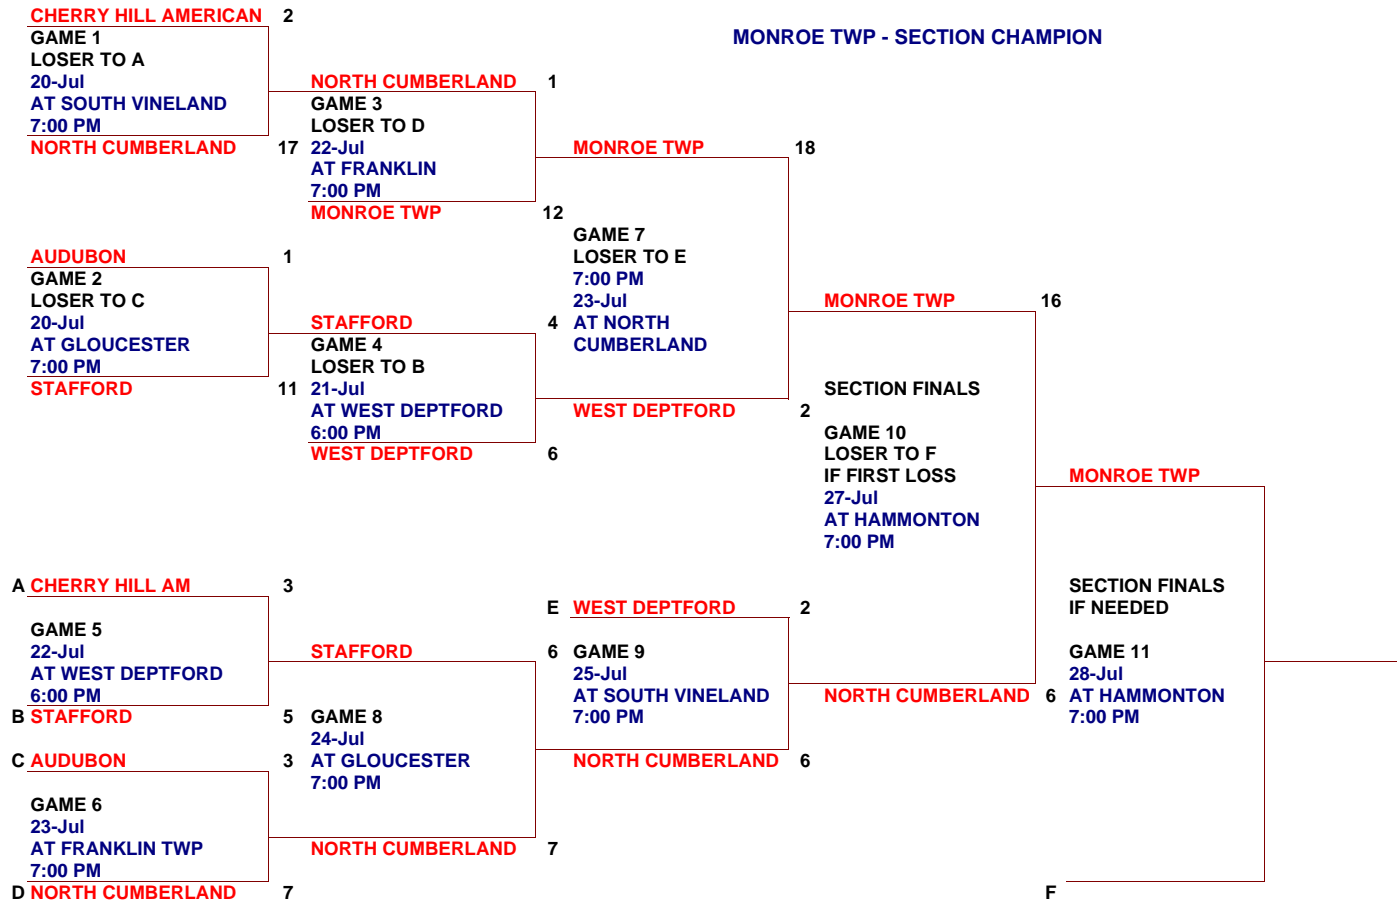 MONROE TWP - SECTION CHAMPION
CHERRY HILL AMERICAN 2
GAME 1
LOSER TO A
20-Jul
AT SOUTH VINELAND
7:00 PM
NORTH CUMBERLAND 17
AUDUBON 1
GAME 2
LOSER TO C
20-Jul
AT GLOUCESTER
7:00 PM
STAFFORD 11
NORTH CUMBERLAND 1
GAME 3
LOSER TO D
22-Jul
AT FRANKLIN
7:00 PM
MONROE TWP 12
STAFFORD 4
GAME 4
LOSER TO B
21-Jul
AT WEST DEPTFORD
6:00 PM
WEST DEPTFORD 6
MONROE TWP 18
GAME 7
LOSER TO E
7:00 PM
23-Jul
AT NORTH
CUMBERLAND
WEST DEPTFORD 2
MONROE TWP 16
SECTION FINALS
GAME 10
LOSER TO F
IF FIRST LOSS
27-Jul
AT HAMMONTON
7:00 PM
NORTH CUMBERLAND 6
A CHERRY HILL AM 3
GAME 5
22-Jul
AT WEST DEPTFORD
6:00 PM
B STAFFORD 5
C AUDUBON 3
GAME 6
23-Jul
AT FRANKLIN TWP
7:00 PM
D NORTH CUMBERLAND 7
STAFFORD 6
GAME 8
24-Jul
AT GLOUCESTER
7:00 PM
NORTH CUMBERLAND 7
E WEST DEPTFORD 2
GAME 9
25-Jul
AT SOUTH VINELAND
7:00 PM
NORTH CUMBERLAND 6
MONROE TWP
SECTION FINALS
IF NEEDED
GAME 11
28-Jul
AT HAMMONTON
7:00 PM
F